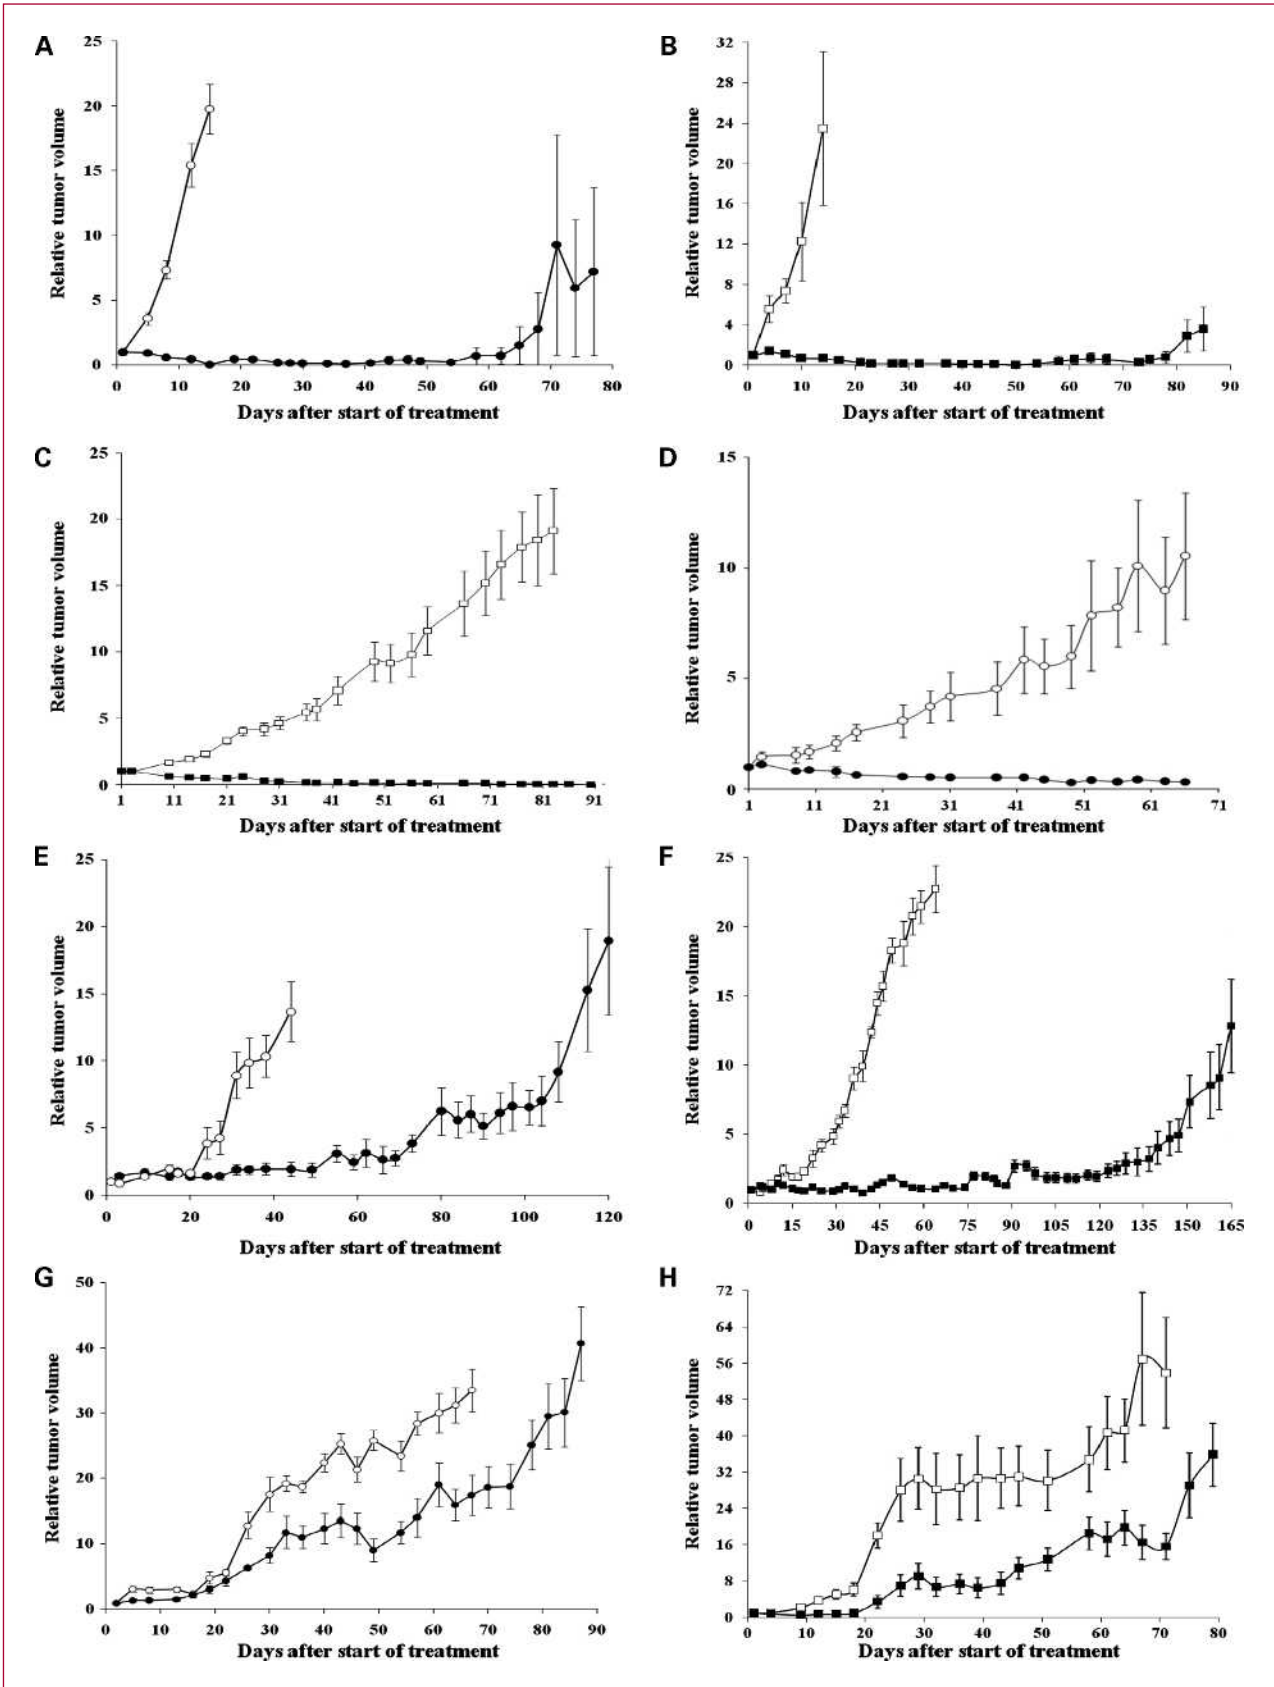 A
Relative tumor volume
25
20
15
10
5
0
0 10 20 30 40 50 60 70 80
Days after start of treatment
B
Relative tumor volume
32
28
24
20
16
12
8
4
0
0 10 20 30 40 50 60 70 80 90
Days after start of treatment
C
Relative tumor volume
25
20
15
10
5
0
1 11 21 31 41 51 61 71 81 91
Days after start of treatment
D
Relative tumor volume
15
10
5
0
1 11 21 31 41 51 61 71
Days after start of treatment
E
Relative tumor volume
25
20
15
10
5
0
0 20 40 60 80 100 120
Days after start of treatment
F
Relative tumor volume
25
20
15
10
5
0
0 15 30 45 60 75 90 105 120 135 150 165
Days after start of treatment
G
Relative tumor volume
50
40
30
20
10
0
0 10 20 30 40 50 60 70 80 90
Days after start of treatment
H
Relative tumor volume
72
64
56
48
40
32
24
16
8
0
0 10 20 30 40 50 60 70 80
Days after start of treatment